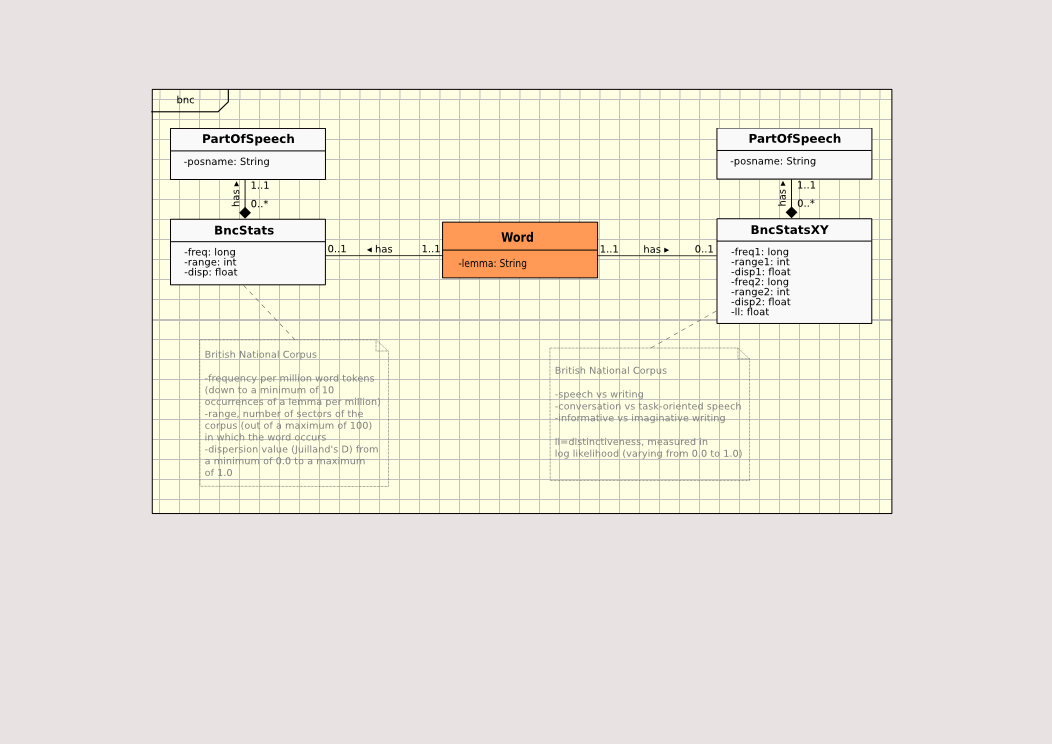 bnc
PartOfSpeech
-posname: String
has ▸
1..1
0..*
BncStats
-freq: long
-range: int
-disp: float
0..1
◂ has
1..1
Word
-lemma: String
1..1
has ▸
0..1
PartOfSpeech
-posname: String
has ▸
1..1
0..*
BncStatsXY
-freq1: long
-range1: int
-disp1: float
-freq2: long
-range2: int
-disp2: float
-ll: float
British National Corpus
-frequency per million word tokens
(down to a minimum of 10
occurrences of a lemma per million)
-range, number of sectors of the
corpus (out of a maximum of 100)
in which the word occurs
-dispersion value (Juilland's D) from
a minimum of 0.0 to a maximum
of 1.0
British National Corpus
-speech vs writing
-conversation vs task-oriented speech
-informative vs imaginative writing
ll=distinctiveness, measured in
log likelihood (varying from 0.0 to 1.0)